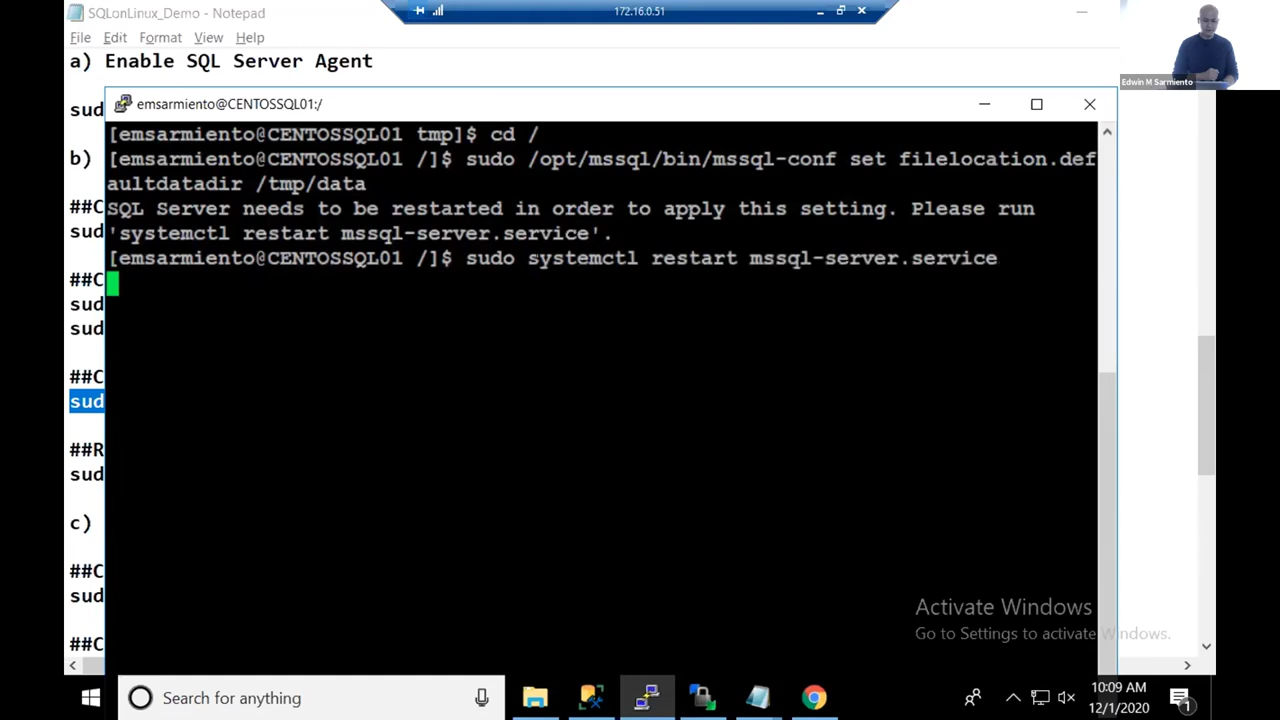 SQLonLinux_Demo - Notepad
172.16.0.51
File Edit Format View Help
Edwin M Sarmiento
a) Enable SQL Server Agent
sud
b)
##C
sud
##C
sud
sud
##C
sud
##R
sud
c)
##C
sud
##C
emsarmiento@CENTOSSQL01:/
[emsarmiento@CENTOSSQL01 tmp]$ cd /
[emsarmiento@CENTOSSQL01 /]$ sudo /opt/mssql/bin/mssql-conf set filelocation.def
aultdatadir /tmp/data
SQL Server needs to be restarted in order to apply this setting. Please run
'systemctl restart mssql-server.service'.
[emsarmiento@CENTOSSQL01 /]$ sudo systemctl restart mssql-server.service
Activate Windows
Go to Settings to activate Windows.
Search for anything
10:09 AM
12/1/2020
1